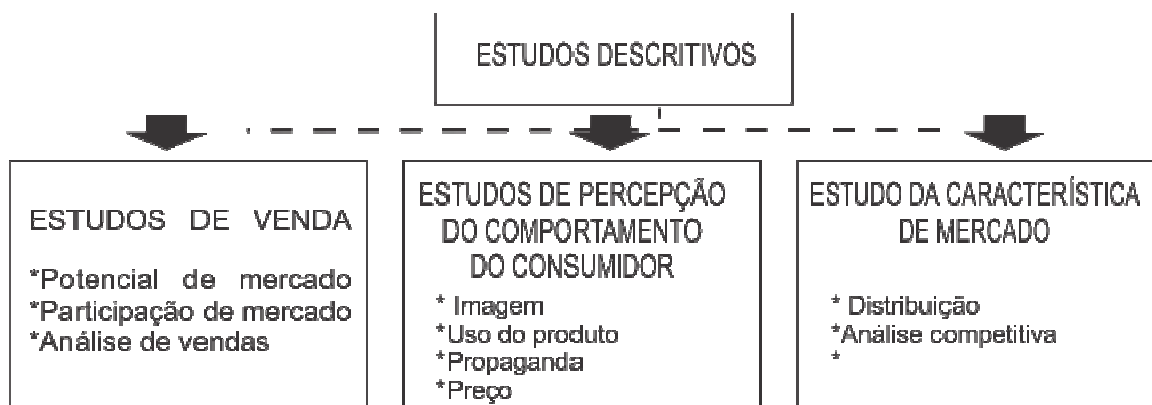 ESTUDOS DESCRITIVOS
ESTUDOS DE VENDA
*Potencial de mercado
*Participação de mercado
*Análise de vendas
ESTUDOS DE PERCEPÇÃO
DO COMPORTAMENTO
DO CONSUMIDOR
* Imagem
*Uso do produto
*Propaganda
*Preço
ESTUDO DA CARACTERÍSTICA
DE MERCADO
* Distribuição
*Análise competitiva
*